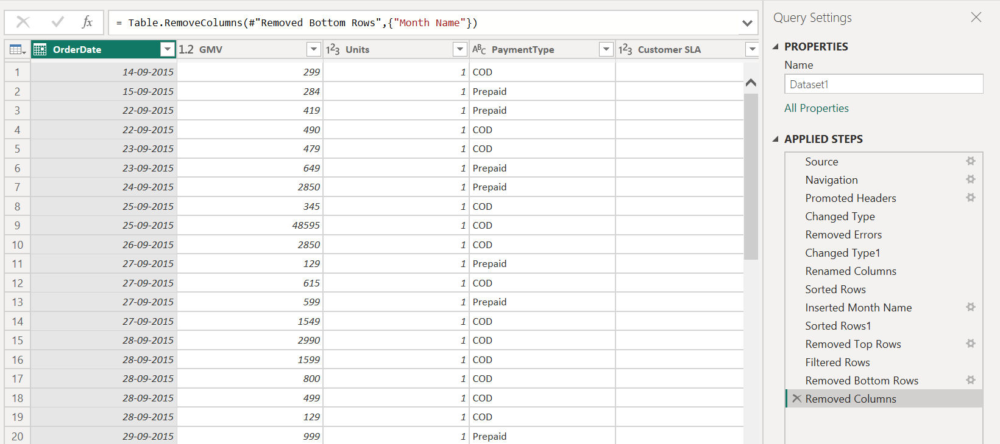 fx = Table.RemoveColumns(#"Removed Bottom Rows",{"Month Name"})
OrderDate 1.2 GMV 123 Units ABC PaymentType 123 Customer SLA
1 14-09-2015 299 1 COD
2 15-09-2015 284 1 Prepaid
3 22-09-2015 419 1 Prepaid
4 22-09-2015 490 1 COD
5 23-09-2015 479 1 COD
6 23-09-2015 649 1 Prepaid
7 24-09-2015 2850 1 Prepaid
8 25-09-2015 345 1 COD
9 25-09-2015 48595 1 COD
10 26-09-2015 2850 1 COD
11 27-09-2015 129 1 Prepaid
12 27-09-2015 615 1 COD
13 27-09-2015 599 1 Prepaid
14 27-09-2015 1549 1 COD
15 28-09-2015 2990 1 COD
16 28-09-2015 1599 1 COD
17 28-09-2015 800 1 COD
18 28-09-2015 499 1 COD
19 28-09-2015 129 1 COD
20 29-09-2015 999 1 Prepaid
Query Settings
PROPERTIES
Name
Dataset1
All Properties
APPLIED STEPS
Source
Navigation
Promoted Headers
Changed Type
Removed Errors
Changed Type1
Renamed Columns
Sorted Rows
Inserted Month Name
Sorted Rows1
Removed Top Rows
Filtered Rows
Removed Bottom Rows
Removed Columns